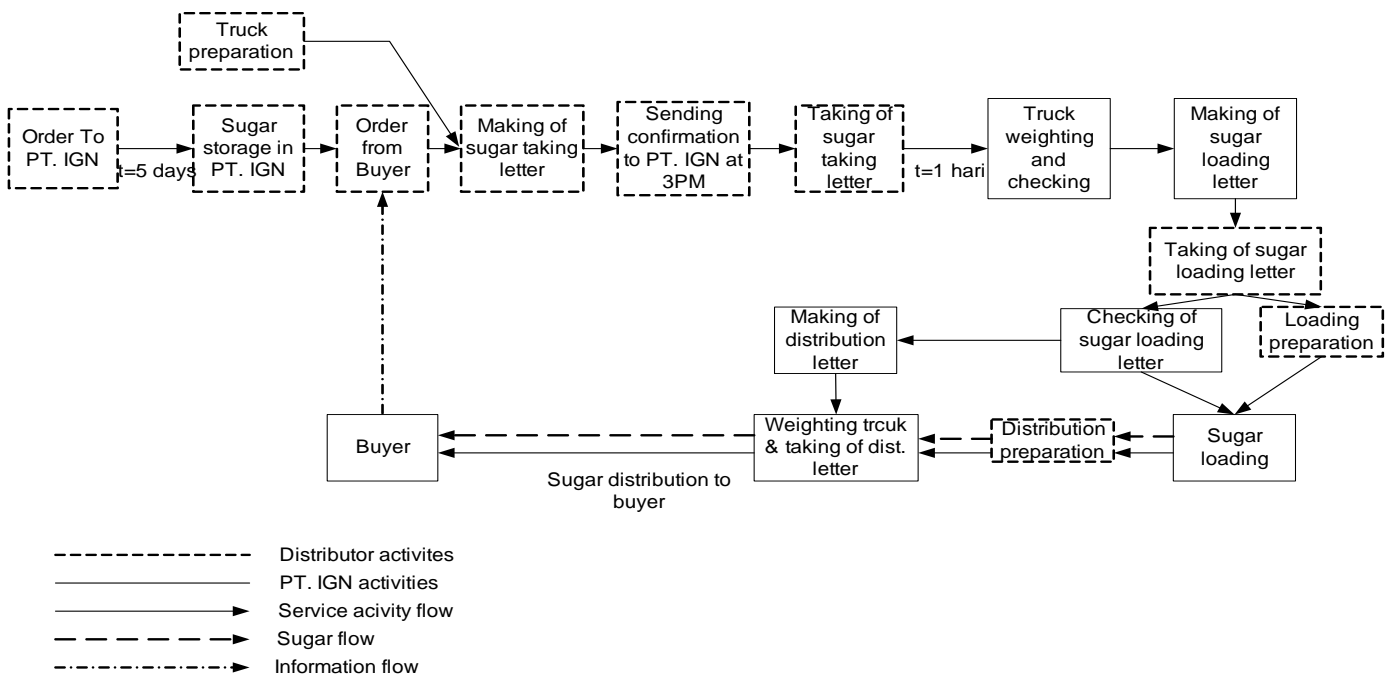 Truck
preparation
Order To
PT. IGN
t=5 days
Sugar
storage in
PT. IGN
Order
from
Buyer
Making of
sugar taking
letter
Sending
confirmation
to PT. IGN at
3PM
Taking of
sugar
taking
letter
t=1 hari
Truck
weighting
and
checking
Making of
sugar
loading
letter
Taking of sugar
loading letter
Making of
distribution
letter
Checking of
sugar loading
letter
Loading
preparation
Buyer
Weighting trcuk
& taking of dist.
letter
Distribution
preparation
Sugar
loading
Sugar distribution to
buyer
Distributor activites
PT. IGN activities
Service acivity flow
Sugar flow
Information flow